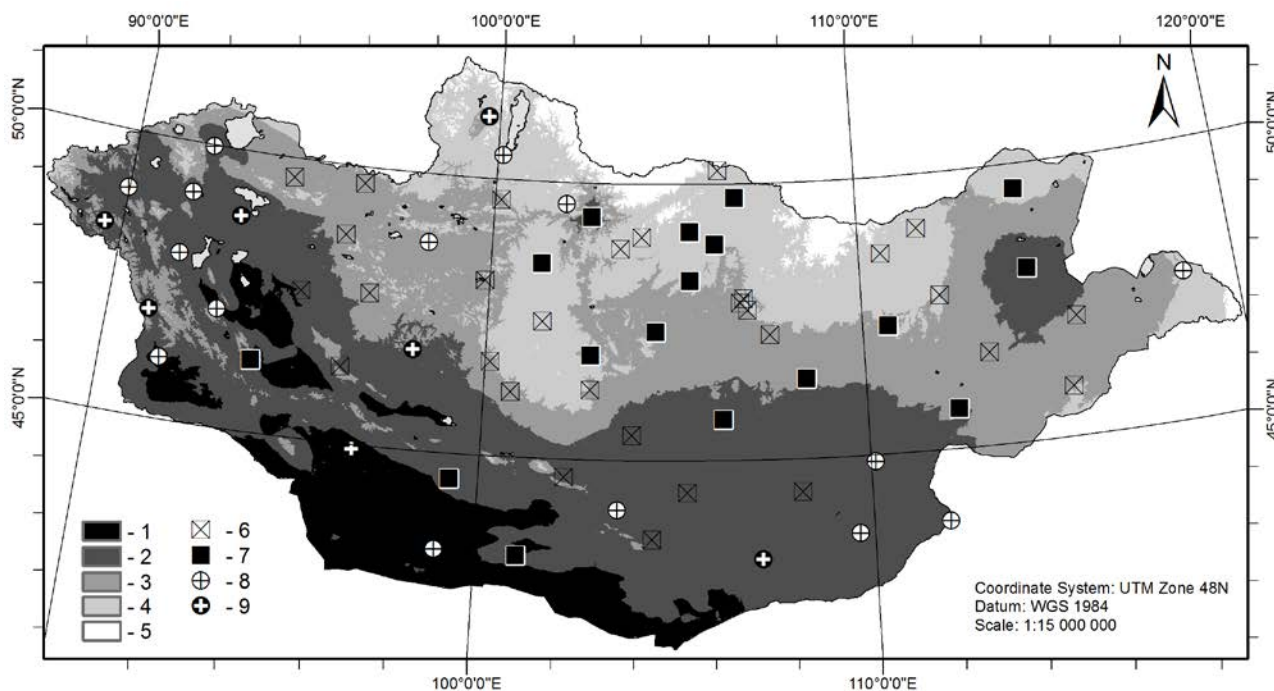 90°0'0"E 100°0'0"E 110°0'0"E 120°0'0"E
N
50°0'0"N 50°0'0"N
45°0'0"N 45°0'0"N
- 1 - 6
- 2 - 7
- 3 - 8
- 4 - 9
- 5
Coordinate System: UTM Zone 48N
Datum: WGS 1984
Scale: 1:15 000 000
100°0'0"E 110°0'0"E